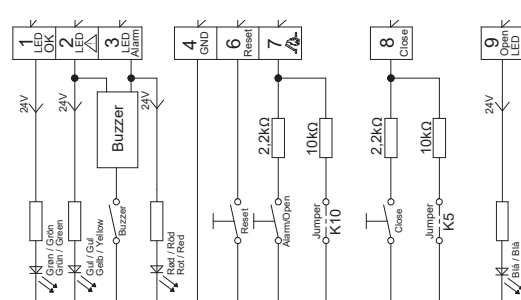 1
LED
OK
2
LED
3
LED
Alarm
4
GND
6
Reset
7
8
Close
9
Open
LED
24V
24V
24V
24V
Buzzer
2,2kΩ
10kΩ
2,2kΩ
10kΩ
Grøn / Grön
Grün / Green
Gul / Gul
Gelb / Yellow
Buzzer
Rød / Röd
Rot / Red
Reset
Alarm/Open
Jumper
K10
Close
Jumper
K5
Blå / Blå